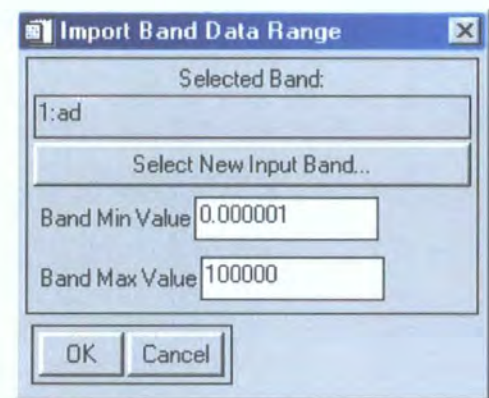 Import Band Data Range
Selected Band:
1:ad
Select New Input Band...
Band Min Value 0.000001
Band Max Value 100000
OK Cancel